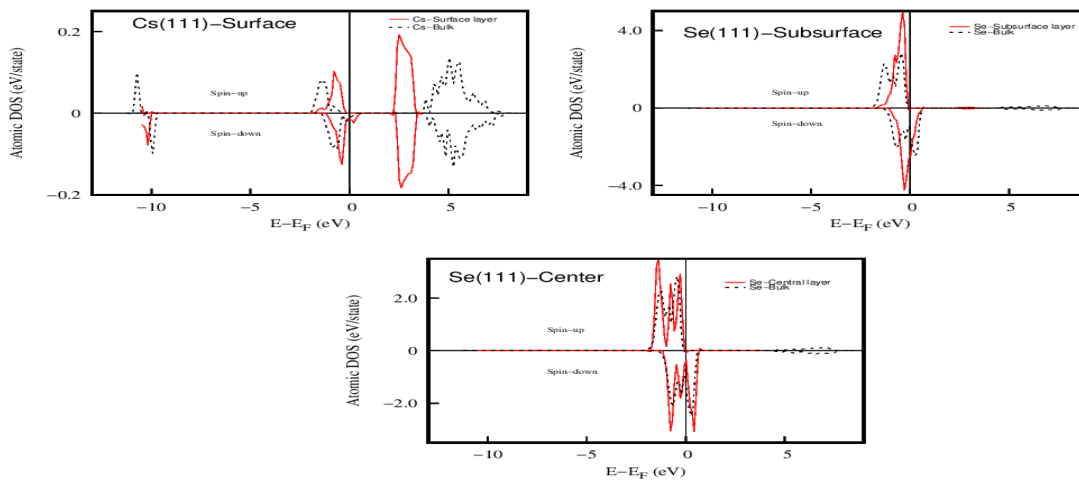 Cs(111)−Surface
Cs−Surface layer
Cs−Bulk
Spin−up
Spin−down
0.2
0
−0.2
Atomic DOS (eV/state)
−10
−5
0
5
E−EF (eV)
Se(111)−Subsurface
Se−Subsurface layer
Se−Bulk
Spin−up
Spin−down
4.0
0
−4.0
Atomic DOS (eV/state)
−10
−5
0
5
E−EF (eV)
Se(111)−Center
Se−Central layer
Se−Bulk
Spin−up
Spin−down
2.0
0
−2.0
Atomic DOS (eV/state)
−10
−5
0
5
E−EF (eV)